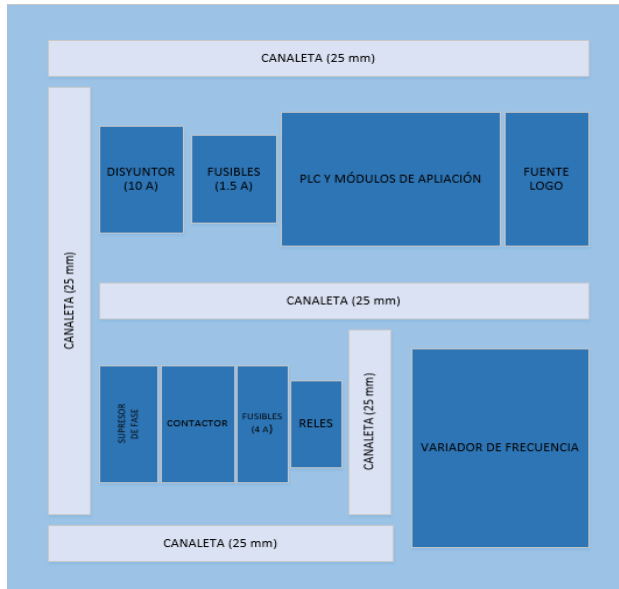 CANALETA (25 mm)
DISYUNTOR
(10 A)
FUSIBLES
(1.5 A)
PLC Y MÓDULOS DE APLIACIÓN
FUENTE
LOGO
CANALETA (25 mm)
CANALETA (25 mm)
SUPRESOR
DE FASE
CONTACTOR
FUSIBLES
(4 A)
RELES
CANALETA (25 mm)
VARIADOR DE FRECUENCIA
CANALETA (25 mm)